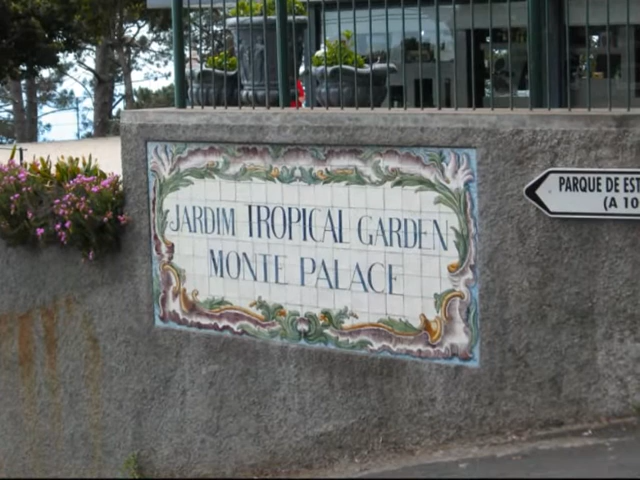 JARDIM TROPICAL GARDEN
MONTE PALACE
PARQUE DE EST
(A 10